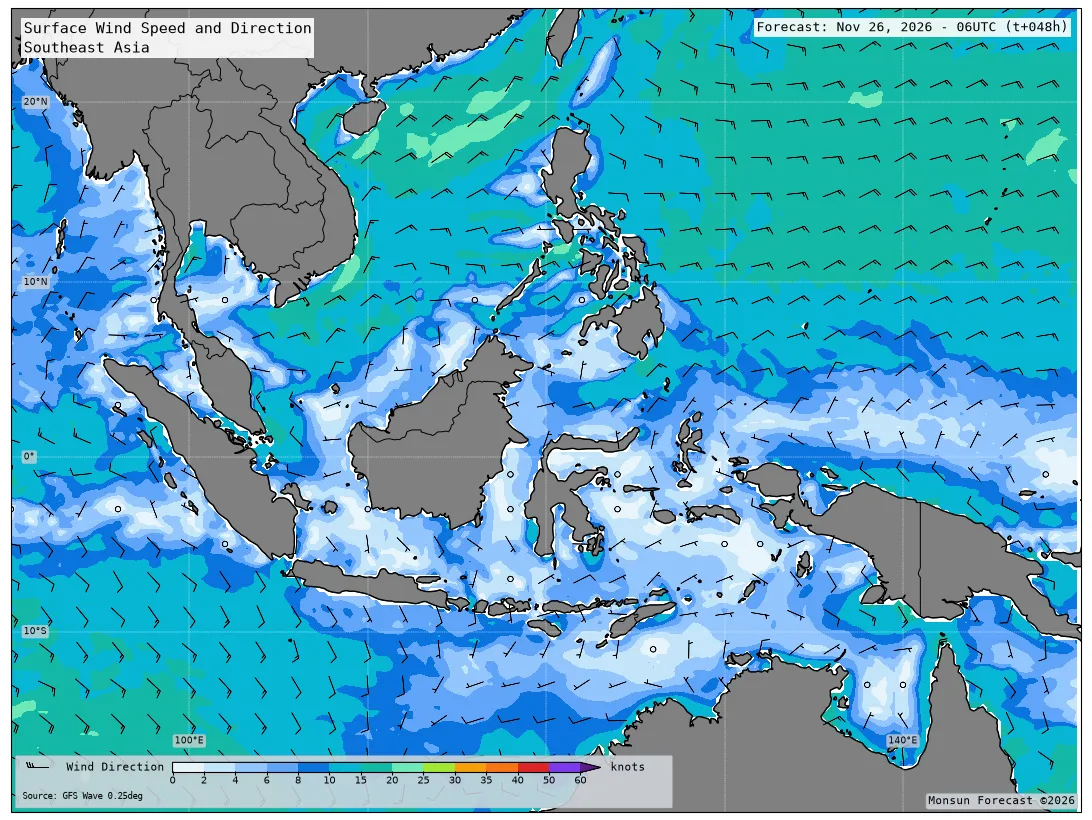 Surface Wind Speed and Direction
Southeast Asia
Forecast: Nov 26, 2026 - 06UTC (t+048h)
20°N
10°N
0°
10°S
100°E
140°E
Wind Direction
0 2 4 6 8 10 15 20 25 30 35 40 50 60
knots
Source: GFS Wave 0.25deg
Monsun Forecast ©2026